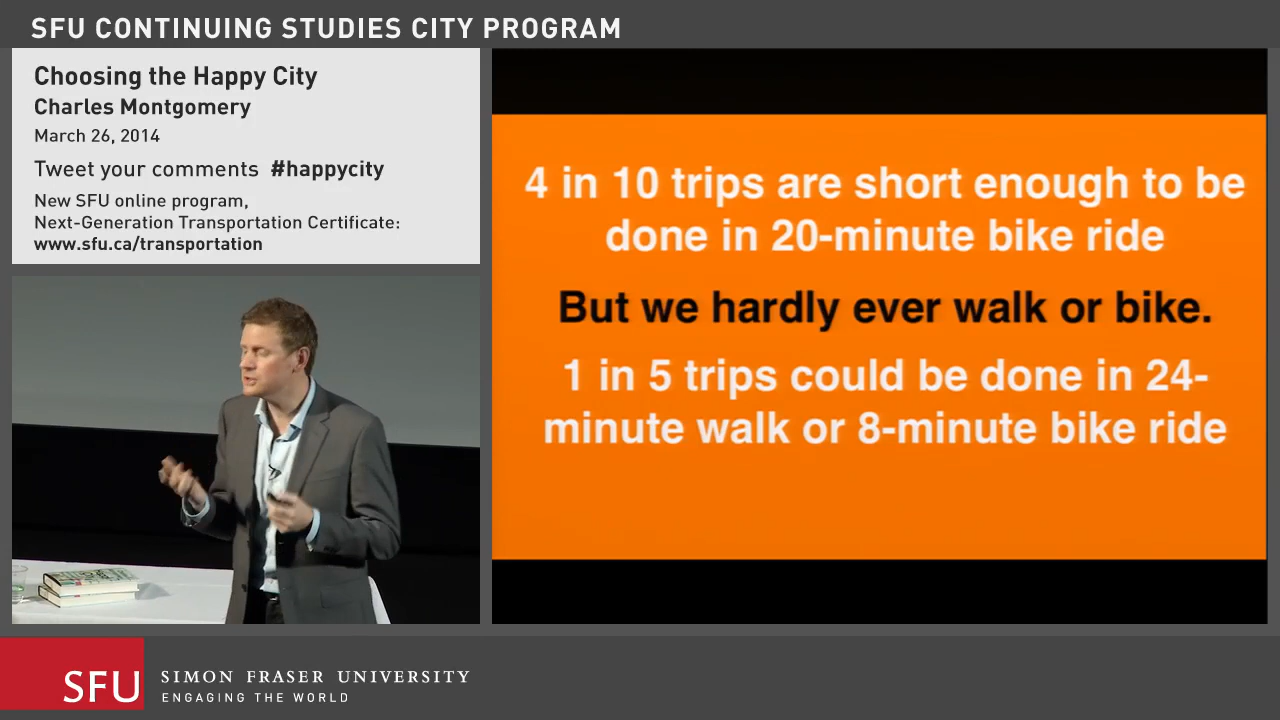 SFU CONTINUING STUDIES CITY PROGRAM
Choosing the Happy City
Charles Montgomery
March 26, 2014
Tweet your comments #happycity
New SFU online program,
Next-Generation Transportation Certificate:
www.sfu.ca/transportation
4 in 10 trips are short enough to be
done in 20-minute bike ride
But we hardly ever walk or bike.
1 in 5 trips could be done in 24-
minute walk or 8-minute bike ride
SFU
SIMON FRASER UNIVERSITY
ENGAGING THE WORLD